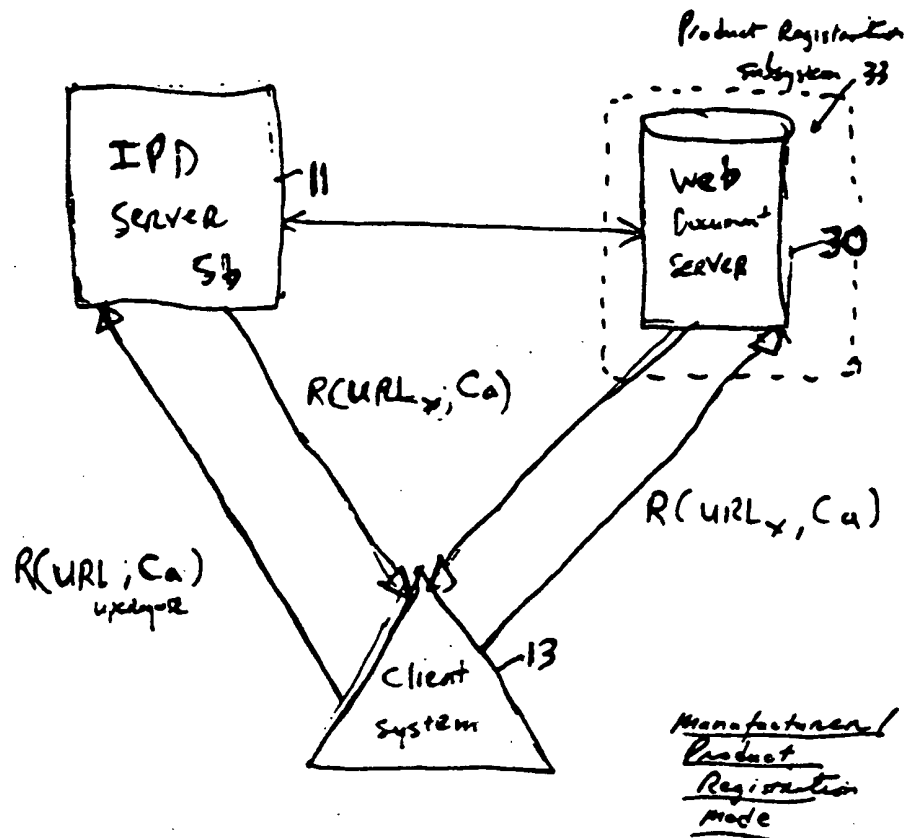 Product Registration
Subsystem 33
IPD
Server
Sb
11
Web
Document
Server
30
R(URLx, Ca)
R(URLx, Ca)
R(URL, Ca)
Client
System
13
Manufacturer/
Product
Registration
Mode